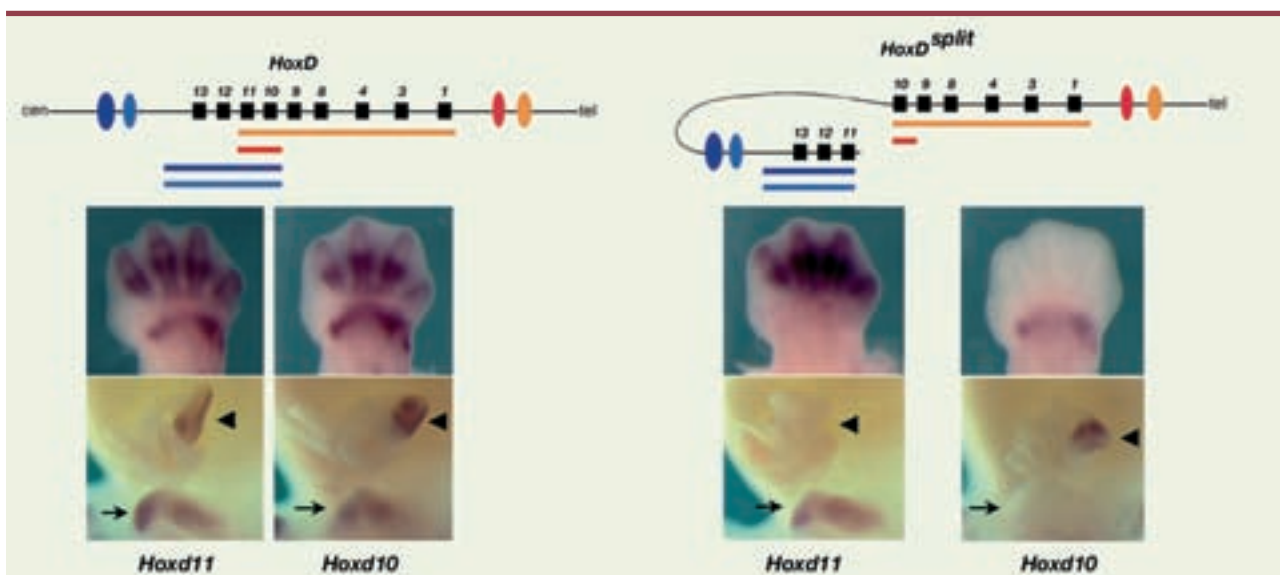 HoxD
13 12 11 10 9 8 4 3 1
cen
tel
Hoxd11
Hoxd10
HoxD split
10 9 8 4 3 1
tel
13 12 11
Hoxd11
Hoxd10